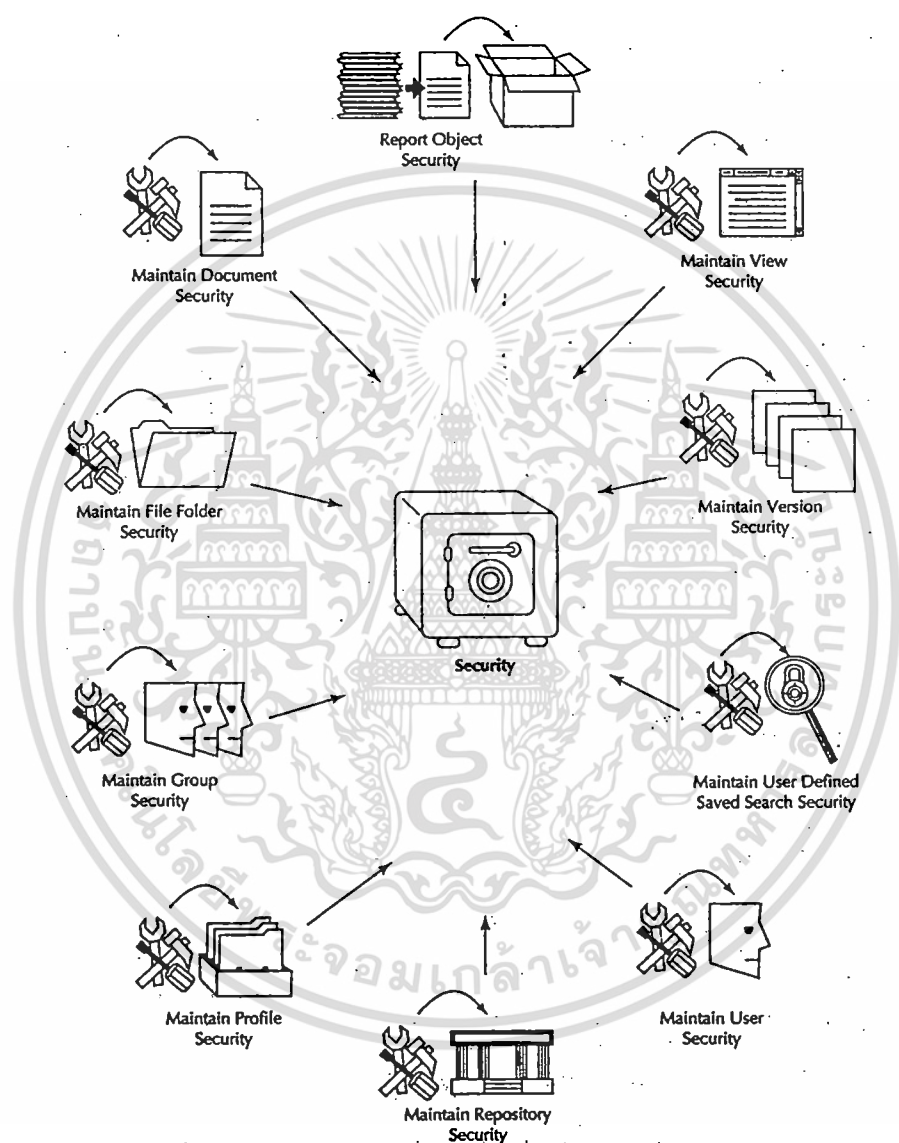 Report Object
Security
Maintain Document
Security
Maintain View
Security
Maintain File Folder
Security
Maintain Version
Security
Security
Maintain Group
Security
Maintain User Defined
Saved Search Security
Maintain Profile
Security
Maintain User
Security
Maintain Repository
Security